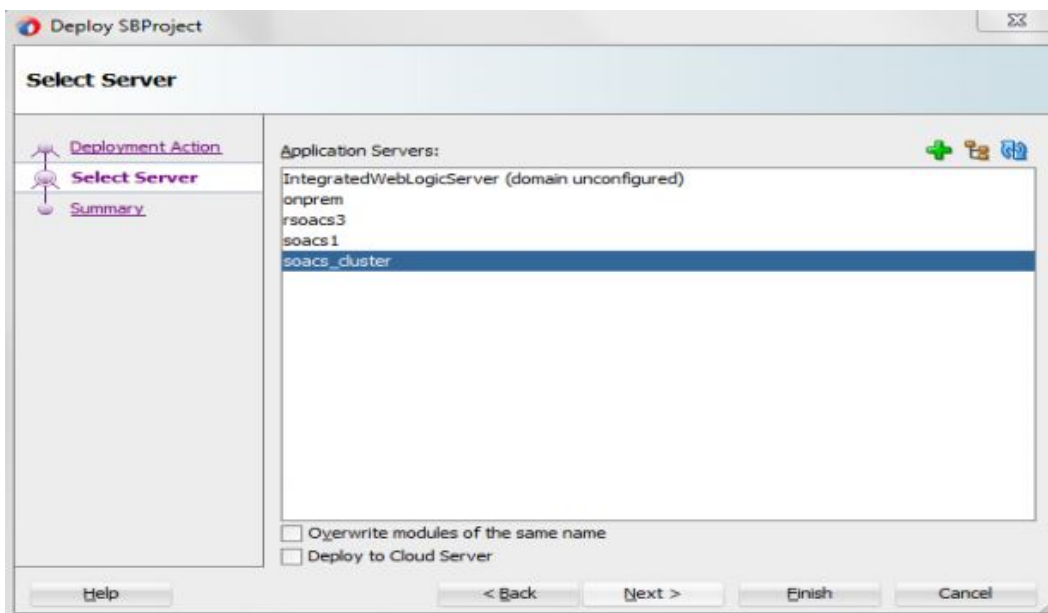 Deploy SBProject
Select Server
Deployment Action
Select Server
Summary
Application Servers:
IntegratedWebLogicServer (domain unconfigured)
onprem
rsoacs3
soacs1
soacs_cluster
Overwrite modules of the same name
Deploy to Cloud Server
Help
< Back
Next >
Finish
Cancel